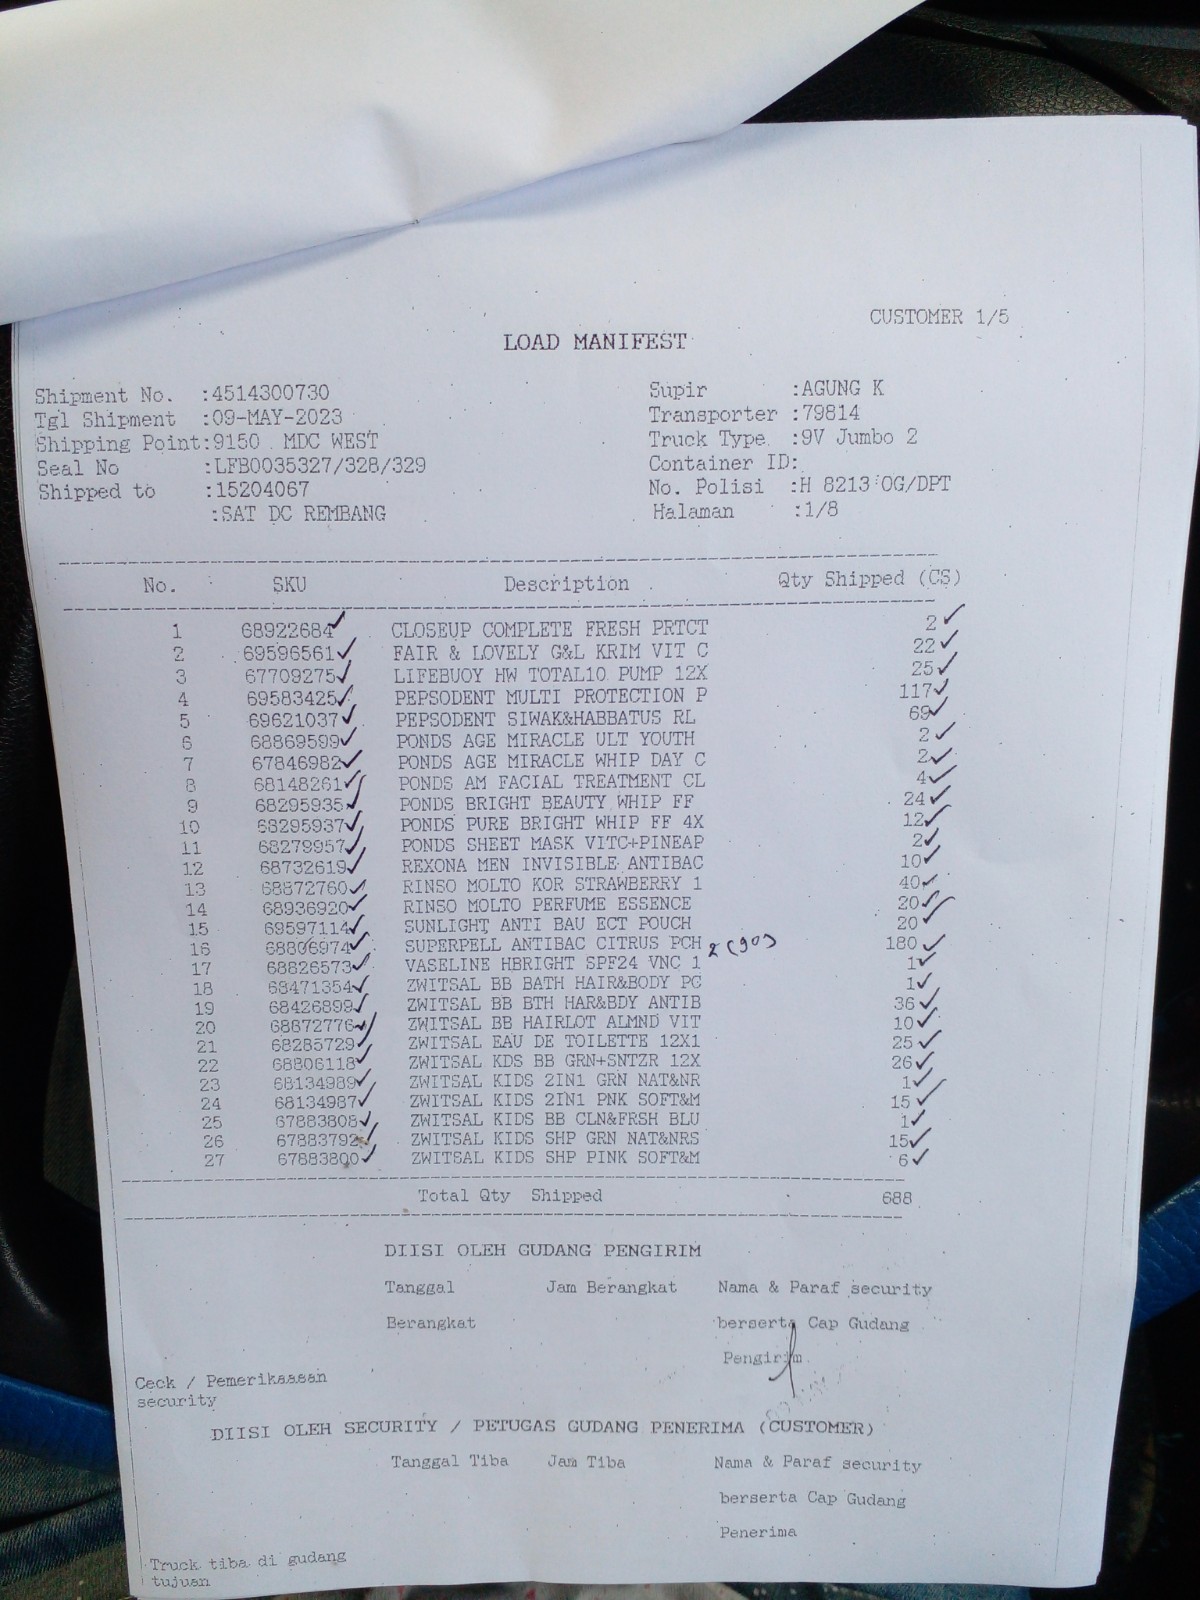 CUSTOMER 1/5
LOAD MANIFEST
Shipment No. :4514300730 Supir :AGUNG K
Tgl Shipment :09-MAY-2023 Transporter :79814
Shipping Point:9150 MDC WEST Truck Type :9V Jumbo 2
Seal No :LFB0035327/328/329 Container ID:
Shipped to :15204067 No. Polisi :H 8213 OG/DPT
:SAT DC REMBANG Halaman :1/8
No. SKU Description Qty Shipped (CS)
1 68922684 CLOSEUP COMPLETE FRESH PRTCT 2
2 69596561 FAIR & LOVELY G&L KRIM VIT C 22
3 67709275 LIFEBUOY HW TOTAL10 PUMP 12X 25
4 69583425 PEPSODENT MULTI PROTECTION P 117
5 69621037 PEPSODENT SIWAK&HABBATUS RL 69
6 68869599 PONDS AGE MIRACLE ULT YOUTH 2
7 67846982 PONDS AGE MIRACLE WHIP DAY C 2
8 68148261 PONDS AM FACIAL TREATMENT CL 4
9 68295935 PONDS BRIGHT BEAUTY WHIP FF 24
10 68295937 PONDS PURE BRIGHT WHIP FF 4X 12
11 68279957 PONDS SHEET MASK VITC+PINEAP 2
12 68732619 REXONA MEN INVISIBLE ANTIBAC 10
13 68872760 RINSO MOLTO KOR STRAWBERRY 1 40
14 68936920 RINSO MOLTO PERFUME ESSENCE 20
15 69597114 SUNLIGHT ANTI BAU ECT POUCH 20
16 68806974 SUPERPELL ANTIBAC CITRUS PCH 2 (90) 180
17 68826573 VASELINE HBRIGHT SPF24 VNC 1 1
18 68471354 ZWITSAL BB BATH HAIR&BODY PC 1
19 68426899 ZWITSAL BB BTH HAR&BDY ANTIB 36
20 68872776 ZWITSAL BB HAIRLOT ALMND VIT 10
21 68285729 ZWITSAL EAU DE TOILETTE 12X1 25
22 68806118 ZWITSAL KDS BB GRN+SNTZR 12X 26
23 68134989 ZWITSAL KIDS 2IN1 GRN NAT&NR 1
24 68134987 ZWITSAL KIDS 2IN1 PNK SOFT&M 15
25 67883808 ZWITSAL KIDS BB CLN&FRSH BLU 1
26 67883792 ZWITSAL KIDS SHP GRN NAT&NRS 15
27 67883800 ZWITSAL KIDS SHP PINK SOFT&M 6
Total Qty Shipped 688
DIISI OLEH GUDANG PENGIRIM
Tanggal Jam Berangkat Nama & Paraf security
Berangkat berserta Cap Gudang
Pengirim
Ceck / Pemerikasaan
security
DIISI OLEH SECURITY / PETUGAS GUDANG PENERIMA (CUSTOMER)
Tanggal Tiba Jam Tiba Nama & Paraf security
berserta Cap Gudang
Penerima
Truck tiba di gudang
tujuan